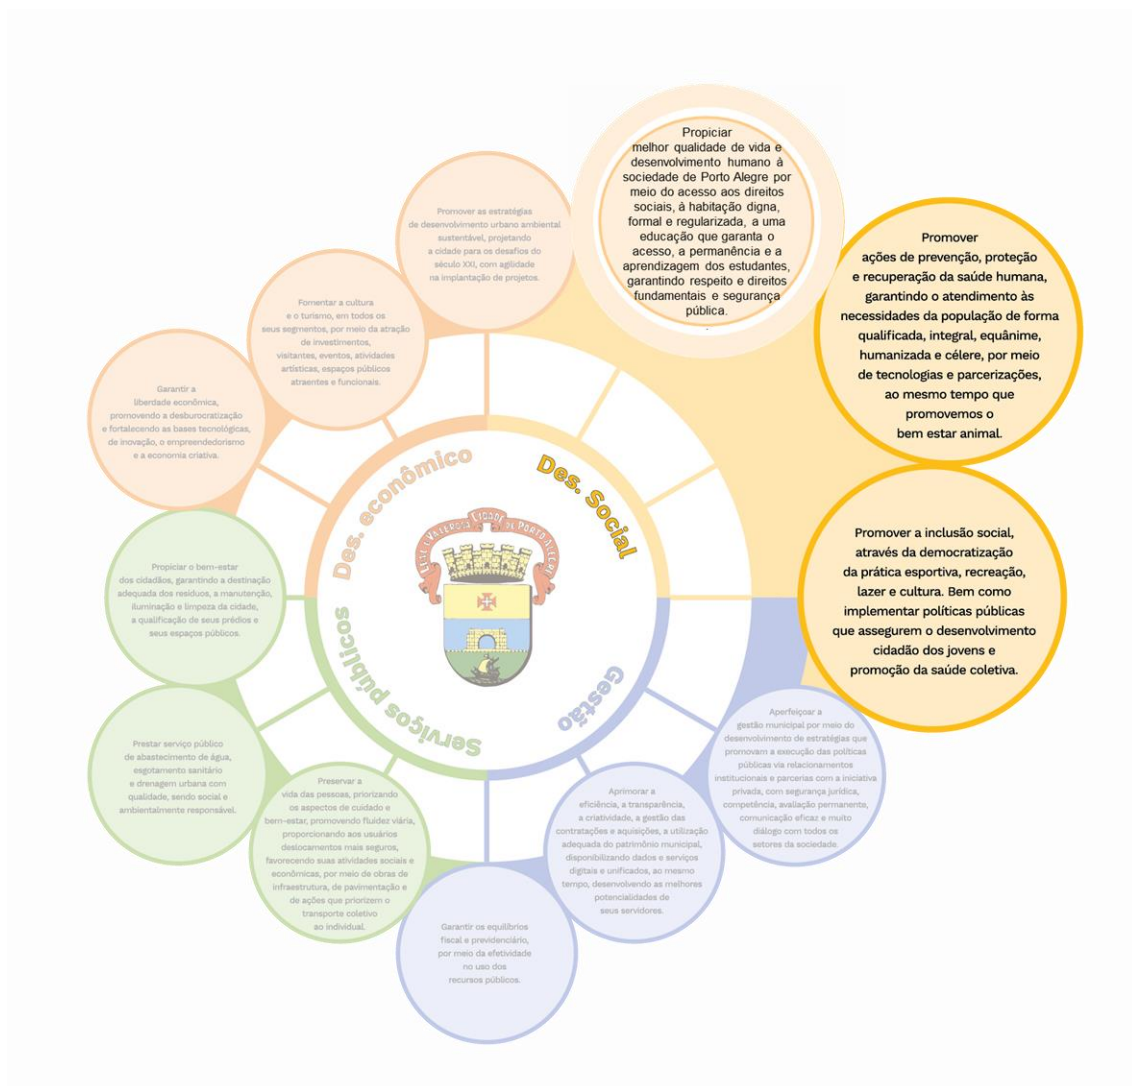 Propiciar
melhor qualidade de vida e
desenvolvimento humano à
sociedade de Porto Alegre por
meio do acesso aos direitos
sociais, à habitação digna,
formal e regularizada, a uma
educação que garanta o
acesso, a permanência e a
aprendizagem dos estudantes,
garantindo respeito e direitos
fundamentais e segurança
pública.
.
Promover
ações de prevenção, proteção
e recuperação da saúde humana,
garantindo o atendimento às
necessidades da população de forma
qualificada, integral, equânime,
humanizada e célere, por meio
de tecnologias e parcerizações,
ao mesmo tempo que
promovemos o
bem estar animal.
Promover a inclusão social,
através da democratização
da prática esportiva, recreação,
lazer e cultura. Bem como
implementar políticas públicas
que assegurem o desenvolvimento
cidadão dos jovens e
promoção da saúde coletiva.
Aperfeiçoar a
gestão municipal por meio do
desenvolvimento de estratégias que
promovam a execução das políticas
públicas via relacionamentos
institucionais e parcerias com a iniciativa
privada, com segurança jurídica,
competência, avaliação permanente,
comunicação eficaz e muito
diálogo com todos os
setores da sociedade.
Aprimorar a
eficiência, a transparência,
a criatividade, a gestão das
contratações e aquisições, a utilização
adequada do patrimônio municipal,
disponibilizando dados e serviços
digitais e unificados, ao mesmo
tempo, desenvolvendo as melhores
potencialidades de
seus servidores.
Garantir os equilíbrios
fiscal e previdenciário,
por meio da efetividade
no uso dos
recursos públicos.
Preservar a
vida das pessoas, priorizando
os aspectos de cuidado e
bem-estar, promovendo fluidez viária,
proporcionando aos usuários
deslocamentos mais seguros,
favorecendo suas atividades sociais e
econômicas, por meio de obras de
infraestrutura, de pavimentação e
de ações que priorizem o
transporte coletivo
ao individual.
Prestar serviço público
de abastecimento de água,
esgotamento sanitário
e drenagem urbana com
qualidade, sendo social e
ambientalmente responsável.
Propiciar o bem-estar
dos cidadãos, garantindo a destinação
adequada dos resíduos, a manutenção,
iluminação e limpeza da cidade,
a qualificação de seus prédios e
seus espaços públicos.
Garantir a
liberdade econômica,
promovendo a desburocratização
e fortalecendo as bases tecnológicas,
de inovação, o empreendedorismo
e a economia criativa.
Fomentar a cultura
e o turismo, em todos os
seus segmentos, por meio da atração
de investimentos,
visitantes, eventos, atividades
artísticas, espaços públicos
atraentes e funcionais.
Promover as estratégias
de desenvolvimento urbano ambiental
sustentável, projetando
a cidade para os desafios do
século XXI, com agilidade
na implantação de projetos.
Des. econômico
Des. Social
Gestão
Serviços públicos
LEAL E VALEROSA CIDADE DE PORTO ALEGRE